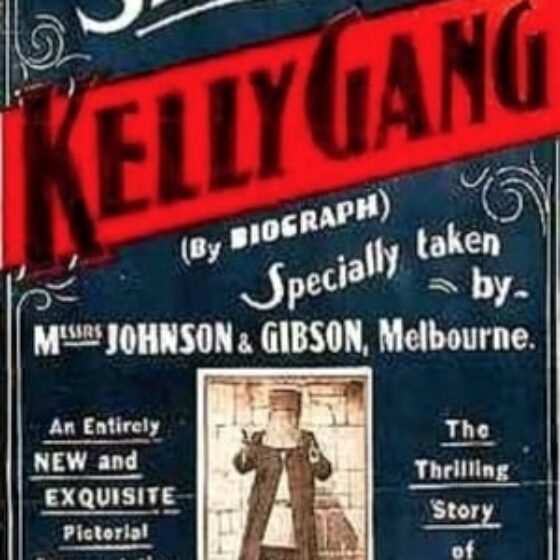 KELLY GANG
(By BIOGRAPH)
Specially taken
by-
Messrs JOHNSON & GIBSON, Melbourne.
An Entirely
NEW and
EXQUISITE
Pictorial
The
Thrilling
Story
of